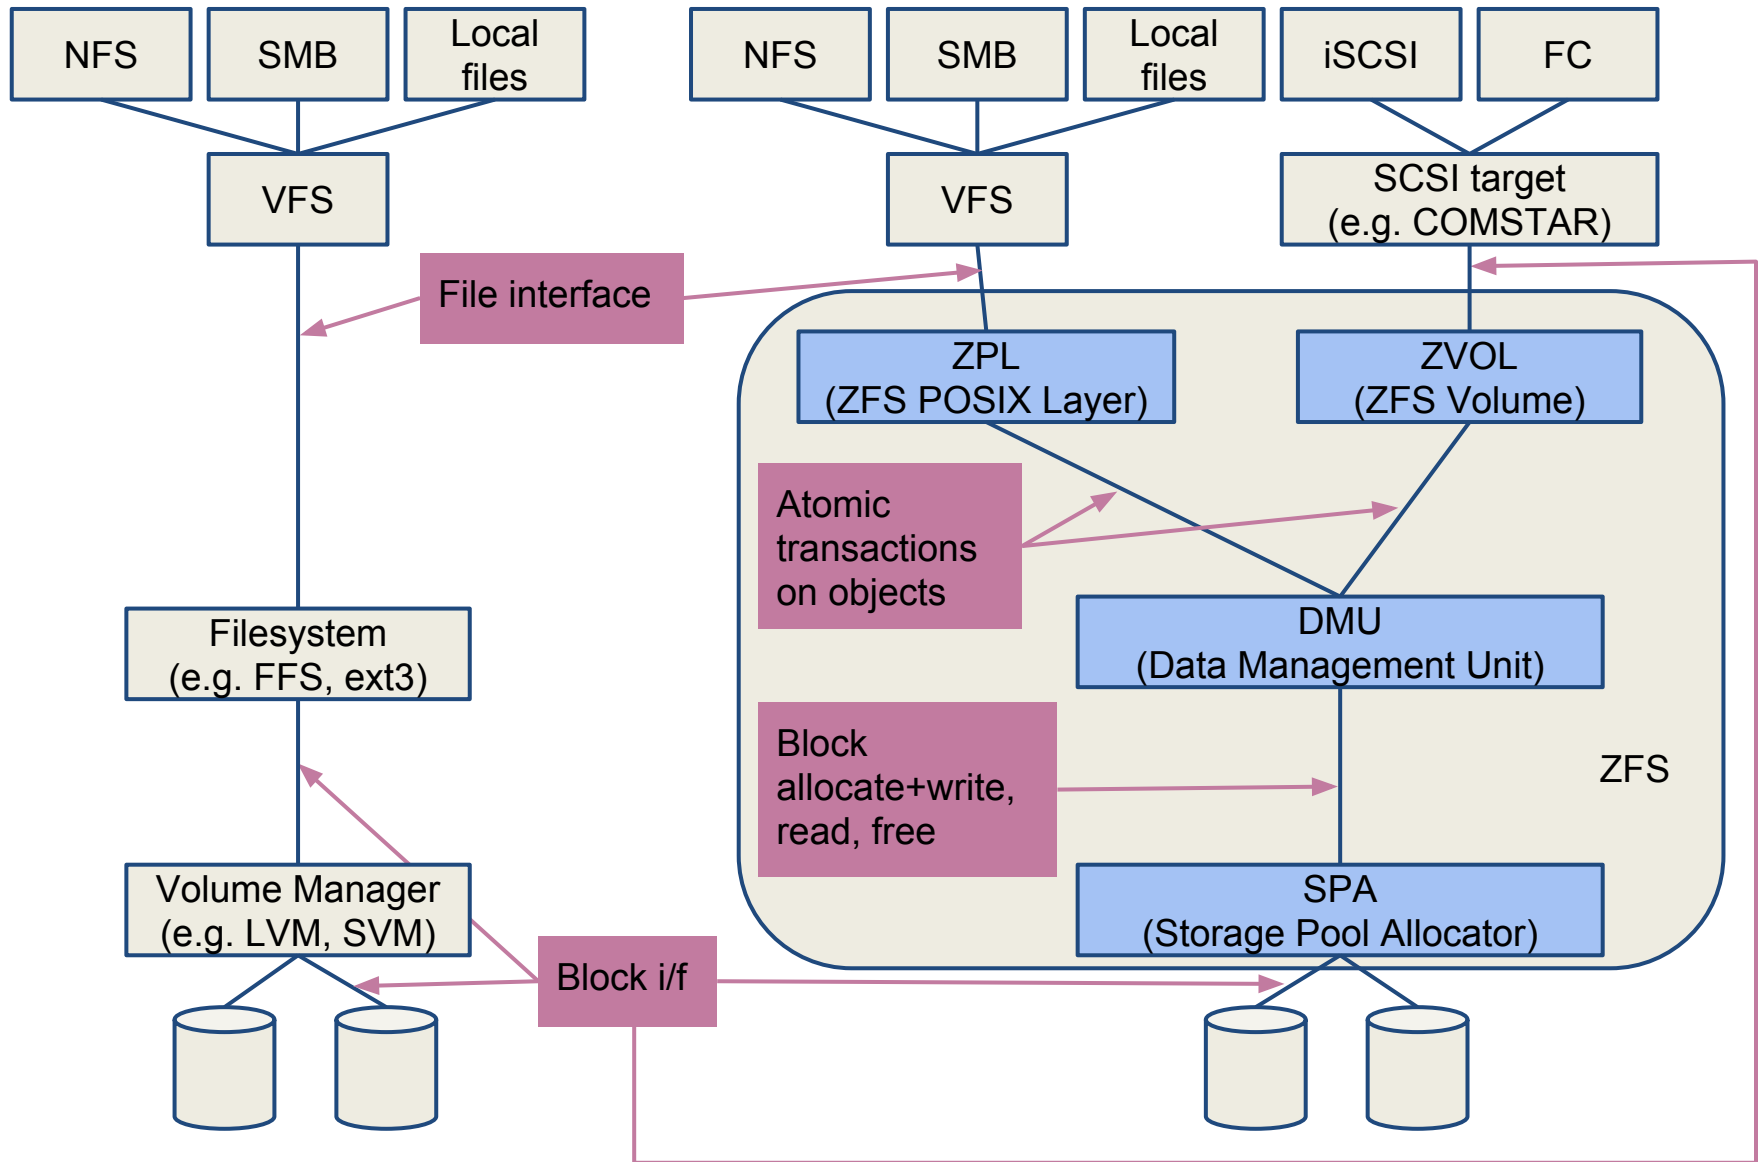 NFS
SMB
Local
files
NFS
SMB
Local
files
iSCSI
FC
VFS
VFS
SCSI target
(e.g. COMSTAR)
File interface
ZPL
(ZFS POSIX Layer)
ZVOL
(ZFS Volume)
Atomic
transactions
on objects
Filesystem
(e.g. FFS, ext3)
DMU
(Data Management Unit)
Block
allocate+write,
read, free
ZFS
Volume Manager
(e.g. LVM, SVM)
SPA
(Storage Pool Allocator)
Block i/f